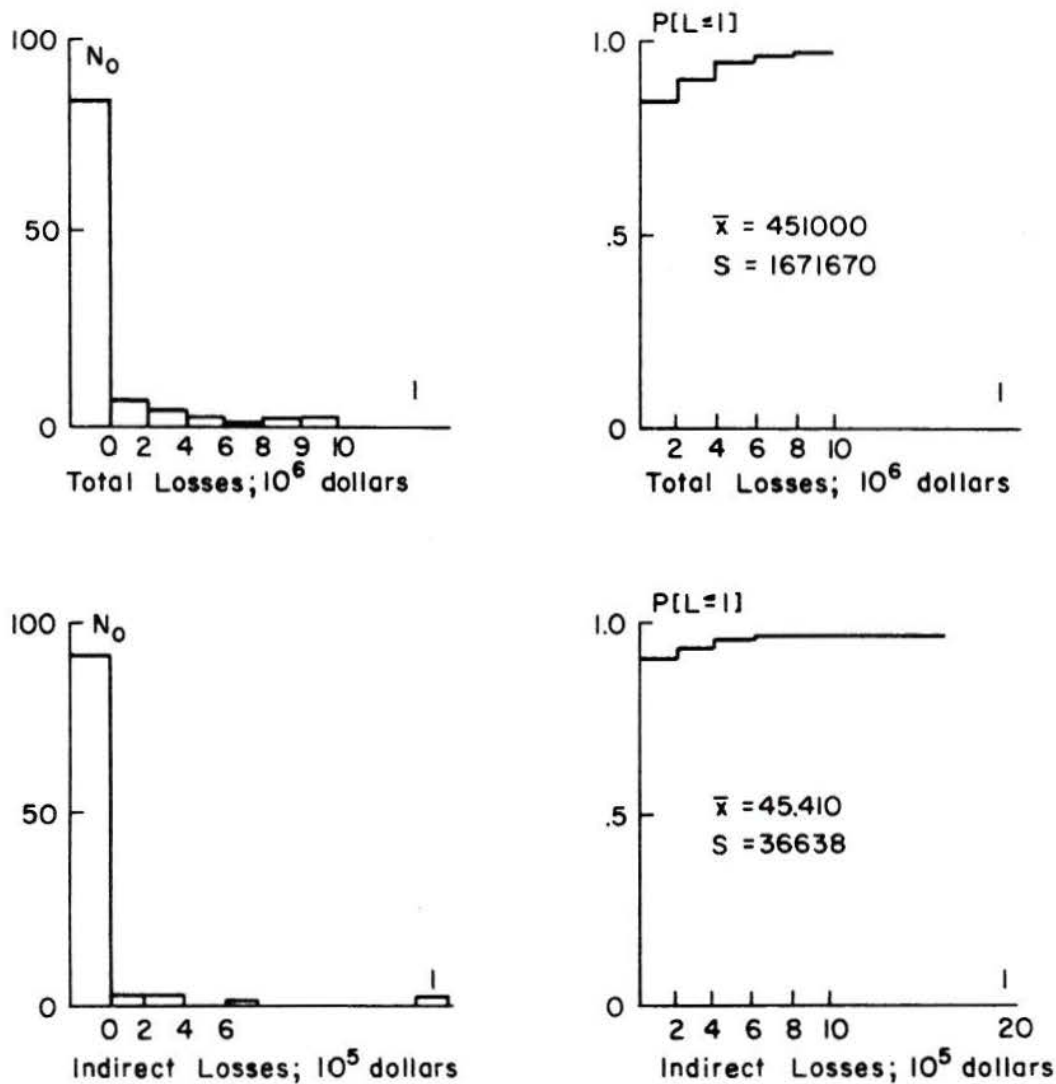 100
N₀
50
0
0 2 4 6 8 9 10
l
Total Losses; 10⁶ dollars
P[L≤l]
1.0
.5
x̄ = 451000
S = 1671670
0
2 4 6 8 10
l
Total Losses; 10⁶ dollars
100
N₀
50
0
0 2 4 6
l
Indirect Losses; 10⁵ dollars
P[L≤l]
1.0
.5
x̄ =45.410
S =36638
0
2 4 6 8 10 20
l
Indirect Losses; 10⁵ dollars